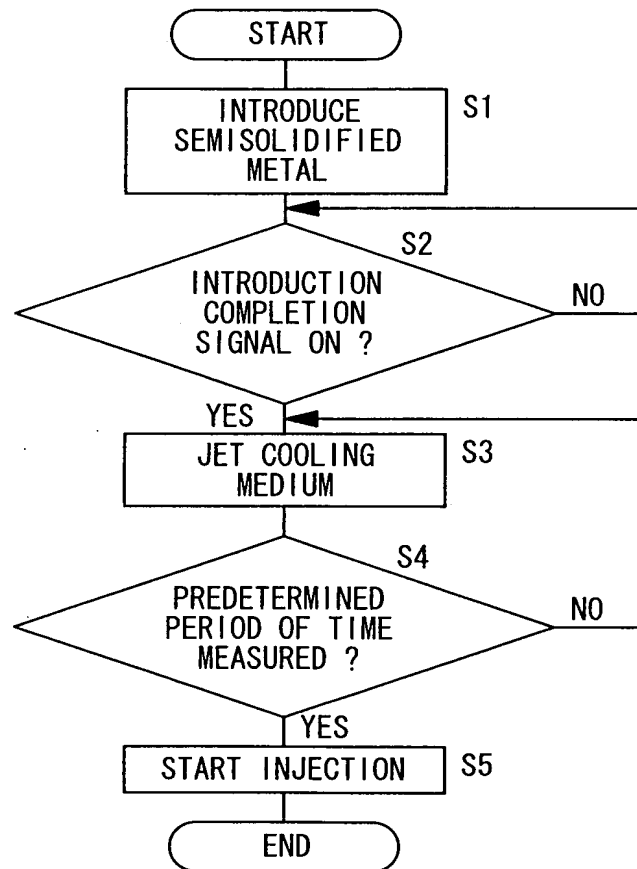 START
INTRODUCE
SEMISOLIDIFIED
METAL
S1
S2
INTRODUCTION
COMPLETION
SIGNAL ON ?
NO
YES
JET COOLING
MEDIUM
S3
S4
PREDETERMINED
PERIOD OF TIME
MEASURED ?
NO
YES
START INJECTION
S5
END